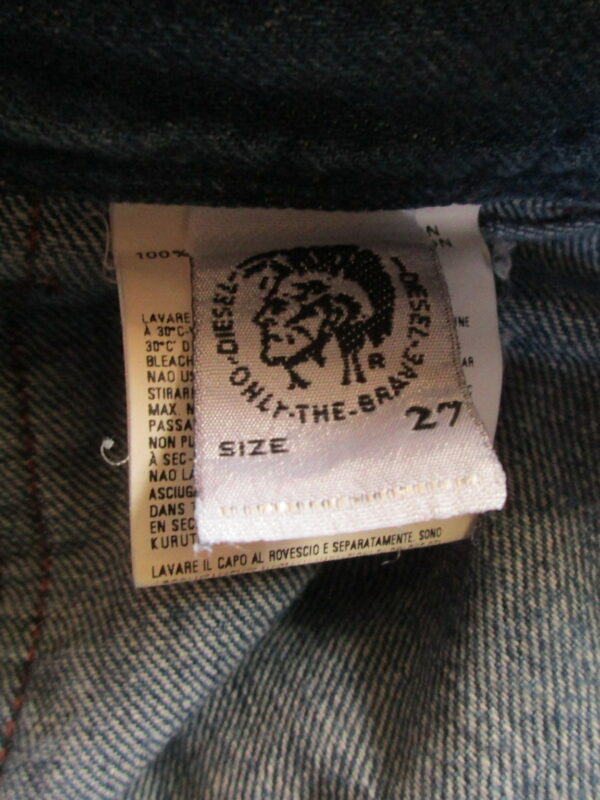 100%
DIESEL
DIESEL
ONLY-THE-BRAVE
R
SIZE 27
LAVARE
À 30°C-
30°C D
BLEACH
NAO US
STIRAR
MAX. N
PASSA
NON PU
À SEC-
NAO LA
ASCIUGA
DANS
EN SEC
KURUT
LAVARE IL CAPO AL ROVESCIO E SEPARATAMENTE. SONO